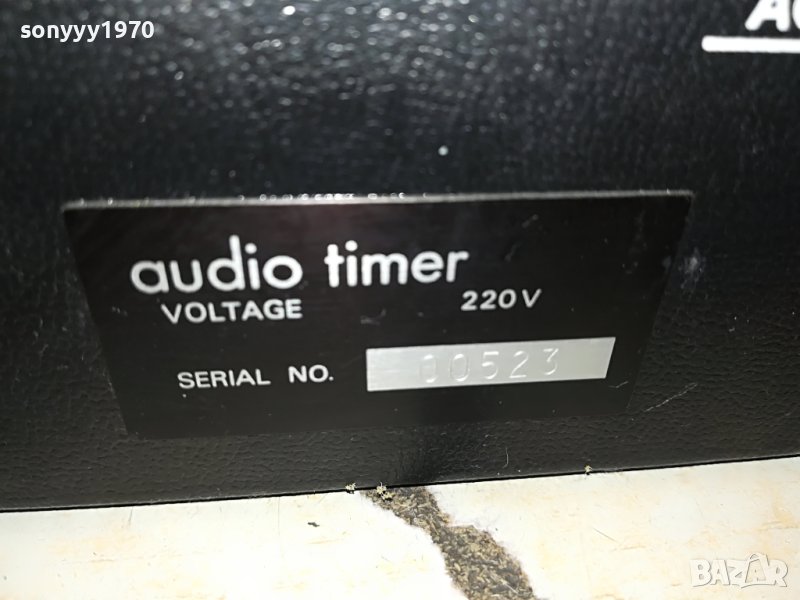 sonyyy1970
audio timer
VOLTAGE 220V
SERIAL NO. 00523
BAZAR